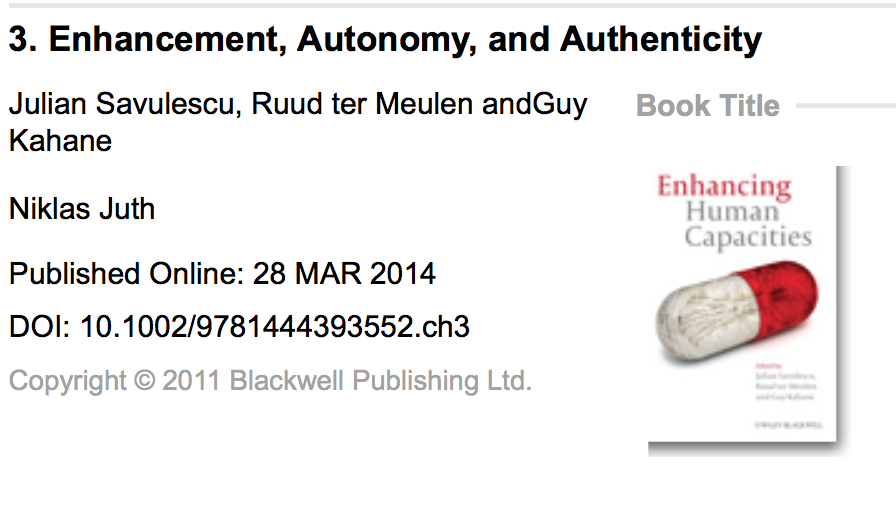 3. Enhancement, Autonomy, and Authenticity
Julian Savulescu, Ruud ter Meulen andGuy
Kahane
Niklas Juth
Published Online: 28 MAR 2014
DOI: 10.1002/9781444393552.ch3
Copyright © 2011 Blackwell Publishing Ltd.
Book Title
Enhancing
Human
Capacities
Edited by
Julian Savulescu,
Ruud ter Meulen
and Guy Kahane
WILEY-BLACKWELL